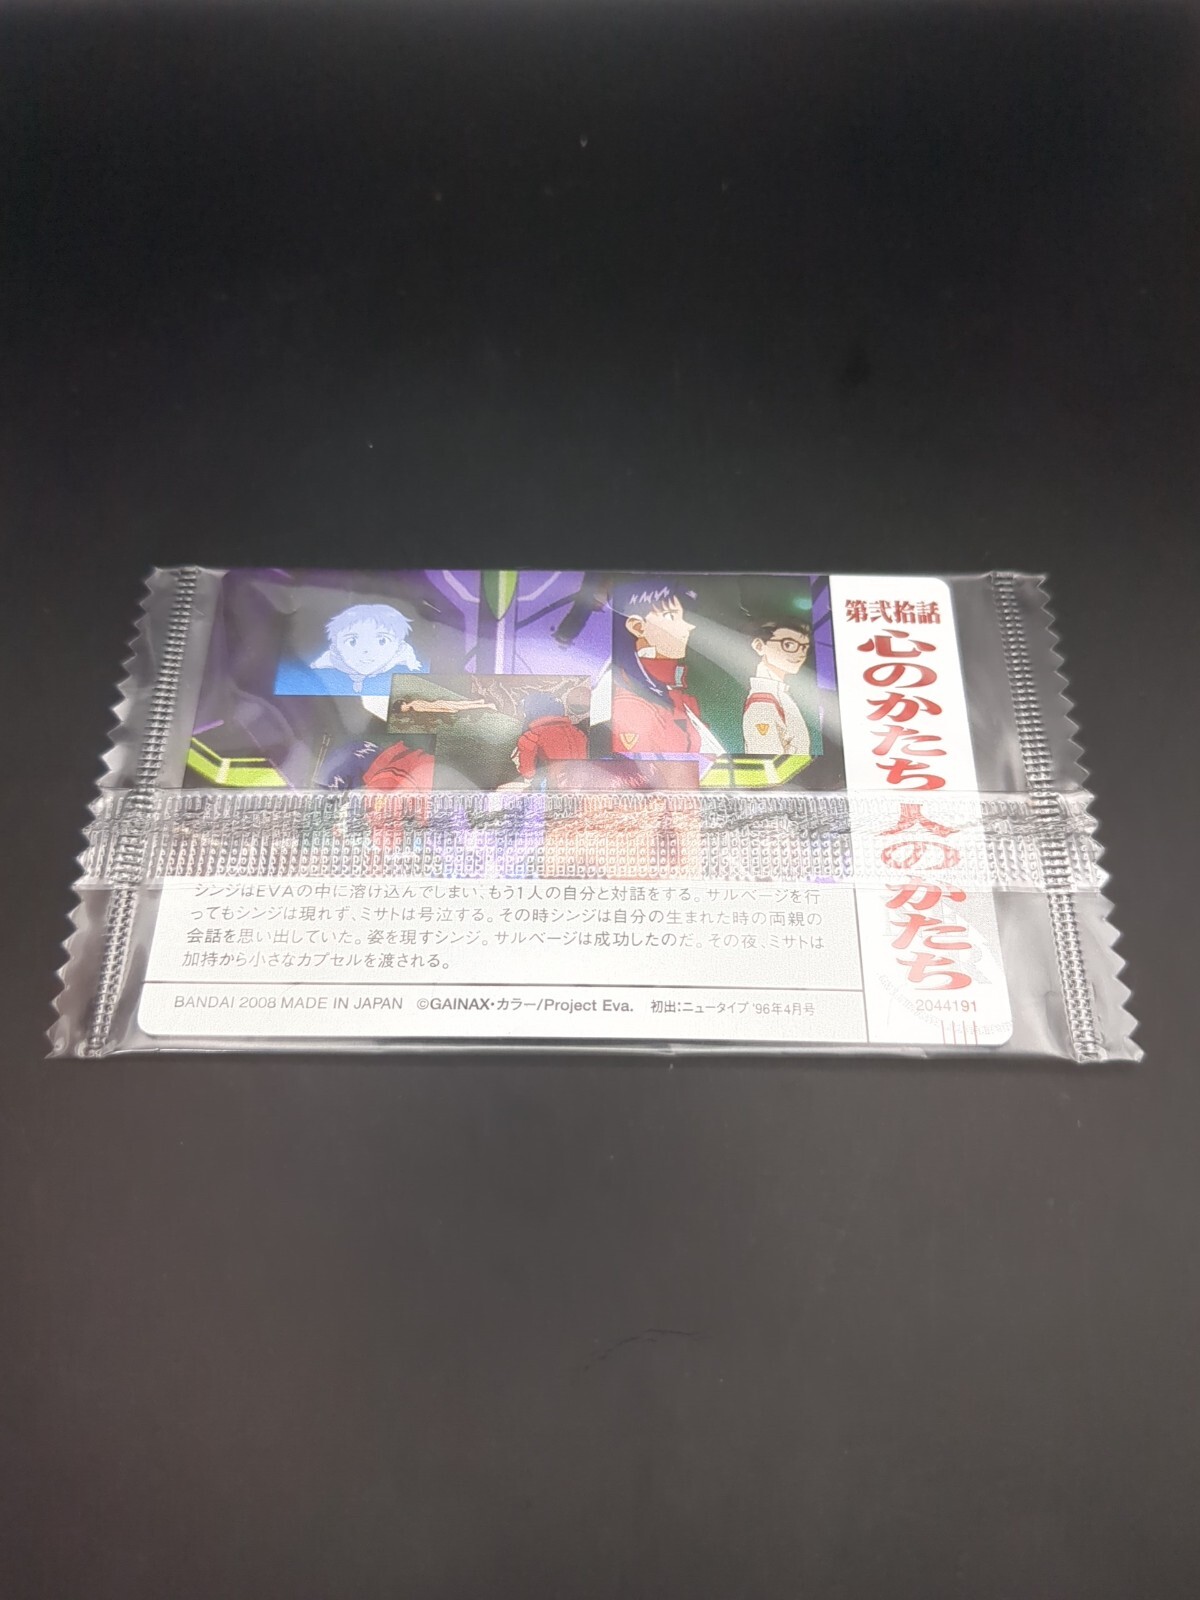 第弐拾話
心のかたち 人のかたち
シンジはEVAの中に溶け込んでしまい、もう1人の自分と対話をする。サルベージを行
ってもシンジは現れず、ミサトは号泣する。その時シンジは自分の生まれた時の両親の
会話を思い出していた。姿を現すシンジ。サルベージは成功したのだ。その夜、ミサトは
加持から小さなカプセルを渡される。
BANDAI 2008 MADE IN JAPAN ©GAINAX・カラー/Project Eva. 初出:ニュータイプ '96年4月号
2044191